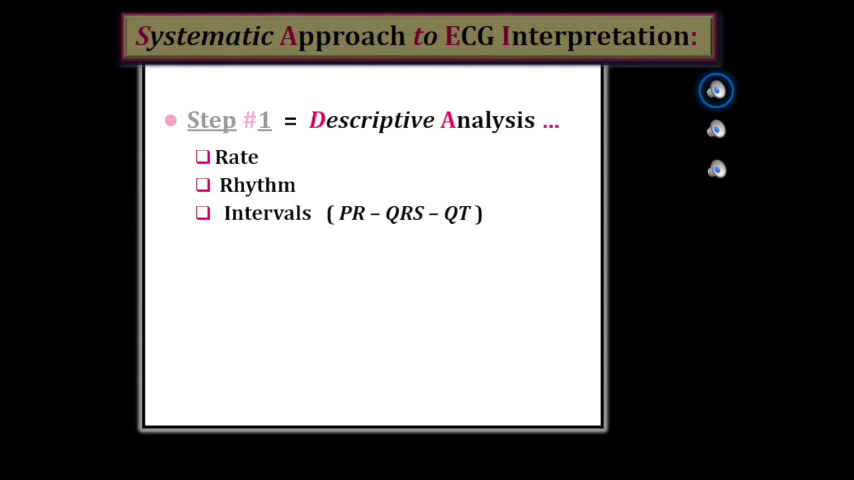 Systematic Approach to ECG Interpretation:
Step #1 = Descriptive Analysis ...
Rate
Rhythm
Intervals ( PR – QRS – QT )